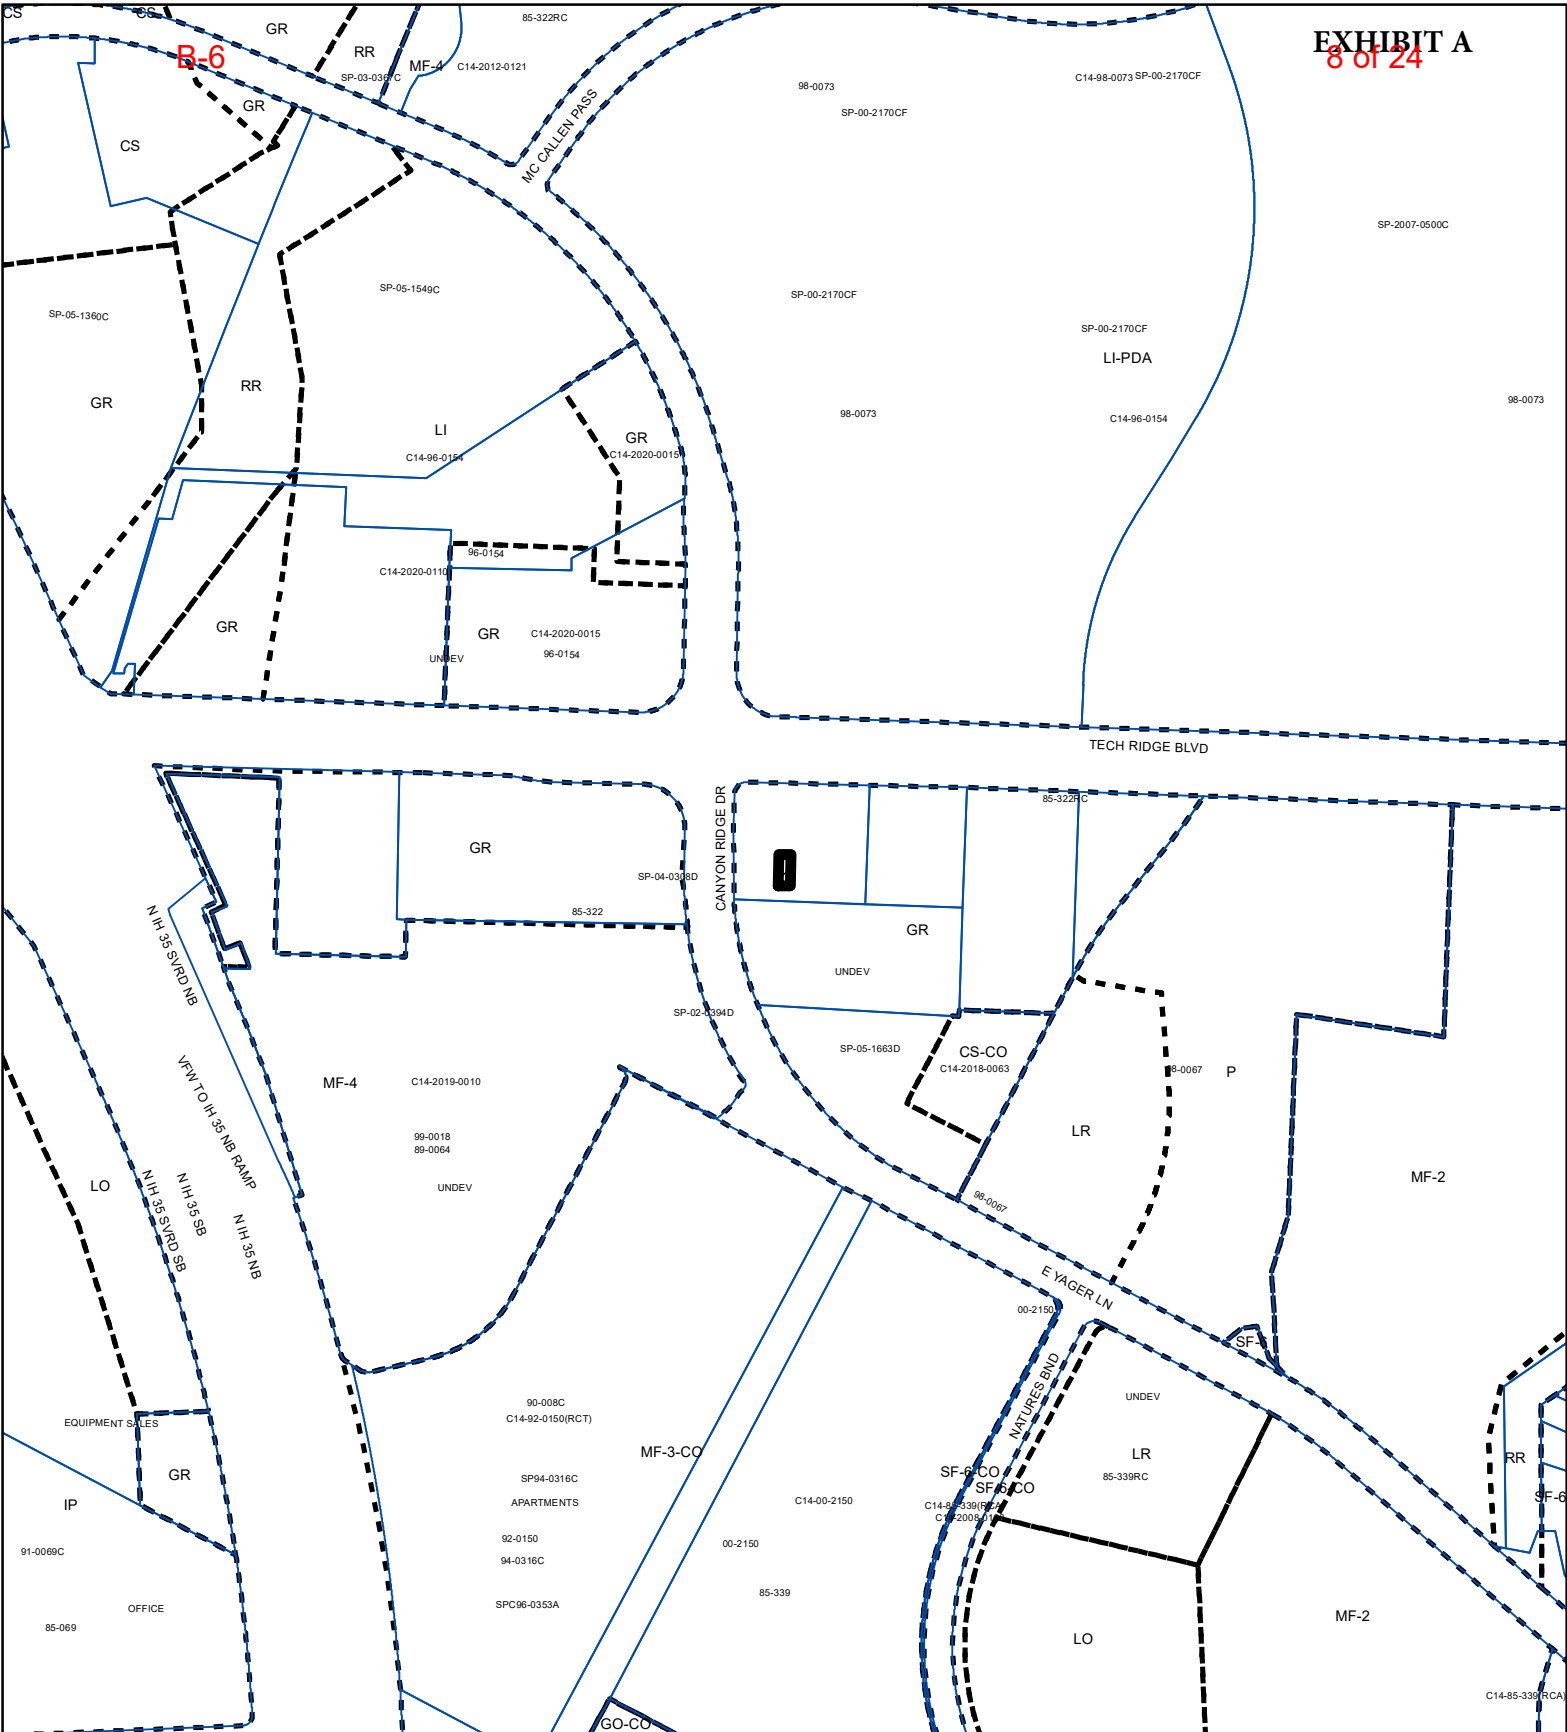 CS
CS
GR
85-322RC
EXHIBIT A
B-6
8 of 24
RR
MF-4
C14-2012-0121
SP-03-0367C
C14-98-0073
SP-00-2170CF
98-0073
SP-00-2170CF
GR
CS
MC CALLEN PASS
SP-2007-0500C
SP-05-1549C
SP-00-2170CF
SP-05-1360C
SP-00-2170CF
LI-PDA
RR
GR
98-0073
98-0073
C14-96-0154
LI
C14-96-0154
GR
C14-2020-0015
96-0154
C14-2020-0110
GR
GR
C14-2020-0015
96-0154
UNDEV
TECH RIDGE BLVD
85-322RC
CANYON RIDGE DR
GR
SP-04-0308D
85-322
GR
N IH 35 SVRD NB
UNDEV
SP-02-0394D
SP-05-1663D
CS-CO
C14-2018-0063
98-0067
P
MF-4
C14-2019-0010
VFW TO IH 35 NB RAMP
99-0018
89-0064
LR
MF-2
LO
UNDEV
N IH 35 SVRD SB
N IH 35 SB
N IH 35 NB
98-0067
E YAGER LN
00-2150
SF-6
NATURES BND
UNDEV
90-008C
C14-92-0150(RCT)
EQUIPMENT SALES
MF-3-CO
LR
85-339RC
RR
GR
SP94-0316C
SF-6-CO
SF-6-CO
SF-6
IP
APARTMENTS
C14-00-2150
C14-85-339(RCA)
92-0150
00-2150
91-0069C
94-0316C
85-339
SPC96-0353A
OFFICE
85-069
MF-2
LO
C14-85-339(RCA)
GO-CO